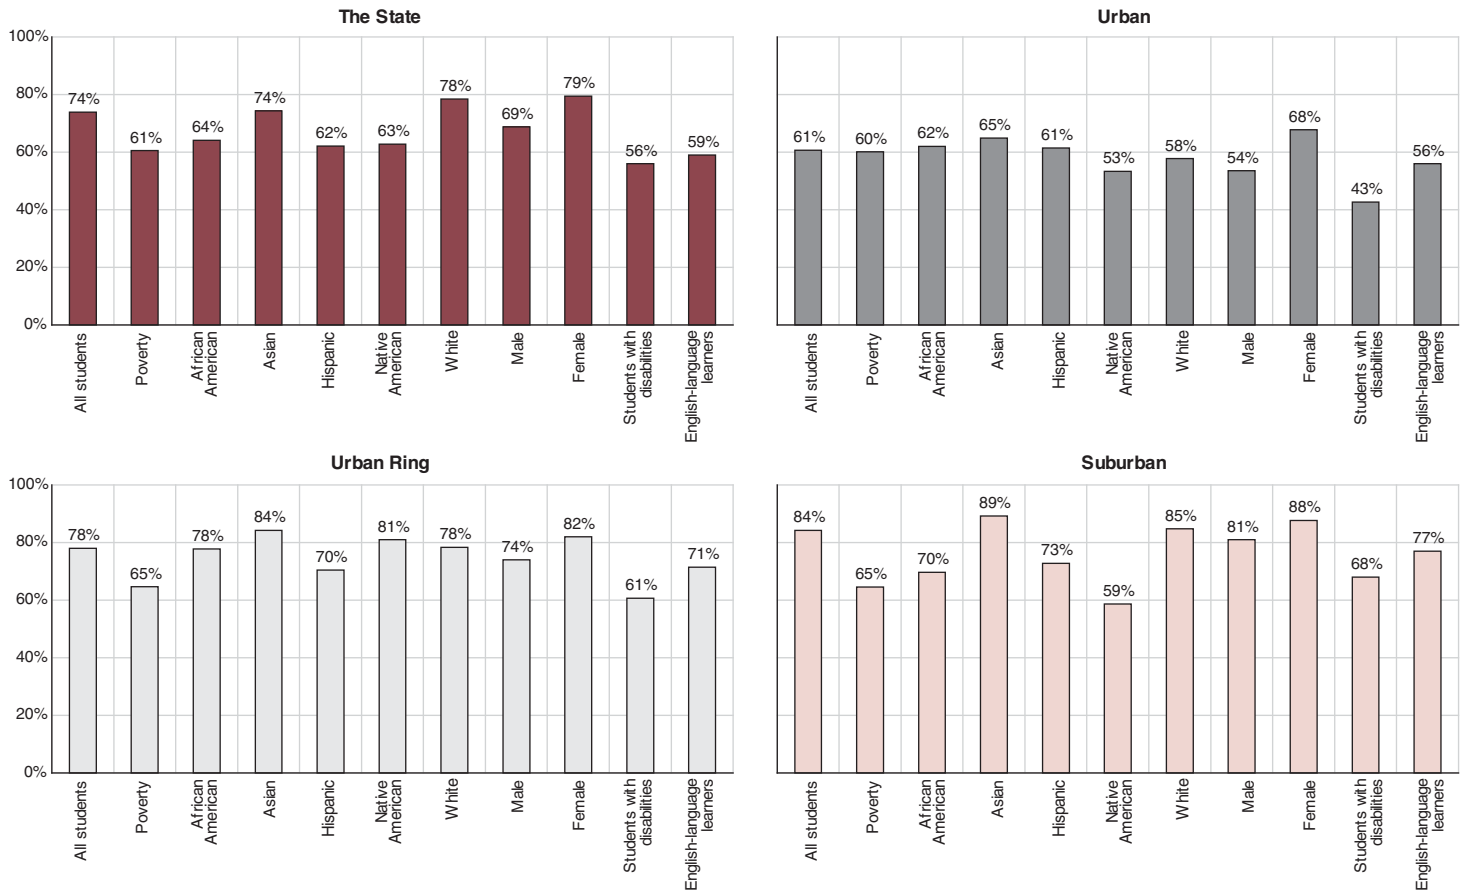 The State
100%
80%
60%
40%
20%
0%
74%
61%
64%
74%
62%
63%
78%
69%
79%
56%
59%
All students
Poverty
African
American
Asian
Hispanic
Native
American
White
Male
Female
Students with
disabilities
English-language
learners
Urban
61%
60%
62%
65%
61%
53%
58%
54%
68%
43%
56%
All students
Poverty
African
American
Asian
Hispanic
Native
American
White
Male
Female
Students with
disabilities
English-language
learners
Urban Ring
100%
80%
60%
40%
20%
0%
78%
65%
78%
84%
70%
81%
78%
74%
82%
61%
71%
All students
Poverty
African
American
Asian
Hispanic
Native
American
White
Male
Female
Students with
disabilities
English-language
learners
Suburban
84%
65%
70%
89%
73%
59%
85%
81%
88%
68%
77%
All students
Poverty
African
American
Asian
Hispanic
Native
American
White
Male
Female
Students with
disabilities
English-language
learners